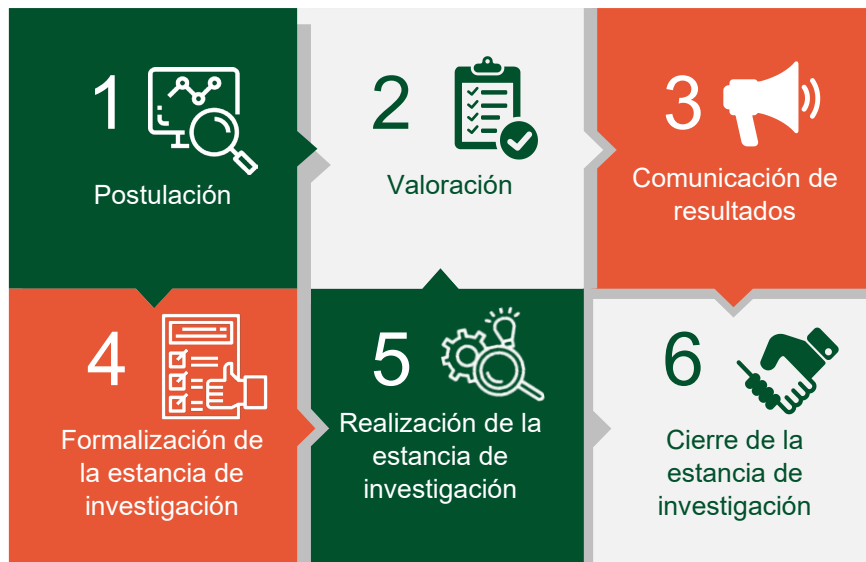 1
Postulación
2
Valoración
3
Comunicación de
resultados
4
Formalización de
la estancia de
investigación
5
Realización de la
estancia de
investigación
6
Cierre de la
estancia de
investigación